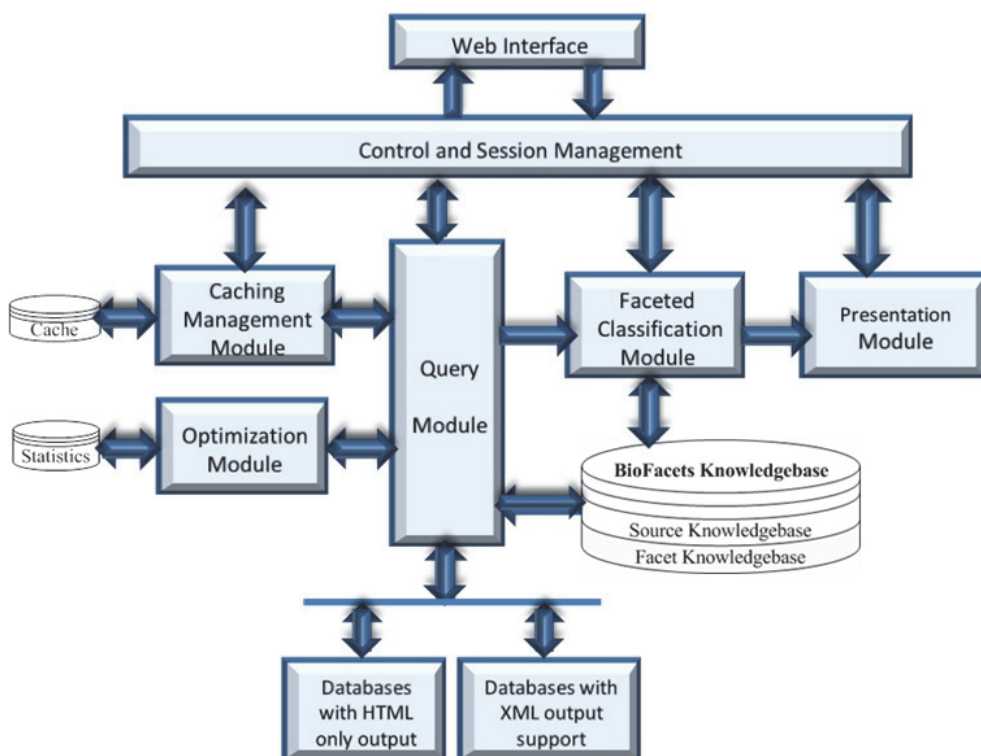 Web Interface
Control and Session Management
Cache
Caching
Management
Module
Query
Module
Faceted
Classification
Module
Presentation
Module
Statistics
Optimization
Module
BioFacets Knowledgebase
Source Knowledgebase
Facet Knowledgebase
Databases
with HTML
only output
Databases with
XML output
support